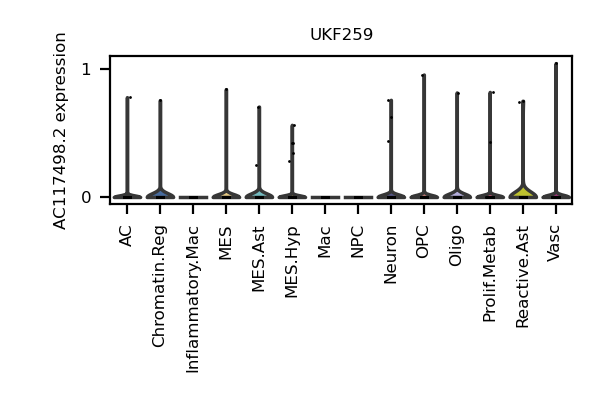 UKF259
AC117498.2 expression
1
0
AC
Chromatin.Reg
Inflammatory.Mac
MES
MES.Ast
MES.Hyp
Mac
NPC
Neuron
OPC
Oligo
Prolif.Metab
Reactive.Ast
Vasc